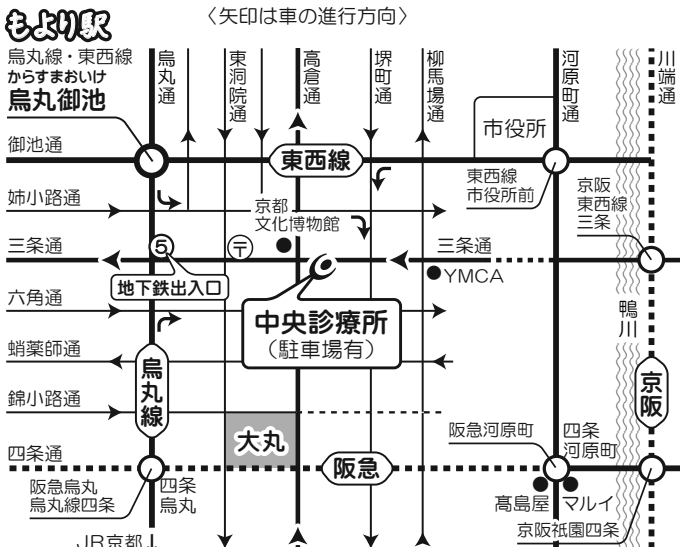 もより駅
〈矢印は車の進行方向〉
烏丸線・東西線
からすまおいけ
烏丸御池
烏丸通
東洞院通
高倉通
堺町通
柳馬場通
河原町通
川端通
御池通
東西線
市役所
東西線
市役所前
京阪
東西線
三条
姉小路通
京都
文化博物館
三条通
⑤
〒
三条通
地下鉄出入口
YMCA
六角通
中央診療所
(駐車場有)
鴨川
蛸薬師通
烏丸線
京阪
錦小路通
大丸
阪急河原町
四条
河原町
四条通
阪急
阪急烏丸
烏丸線四条
四条
烏丸
髙島屋
マルイ
京阪祇園四条
JR京都↓